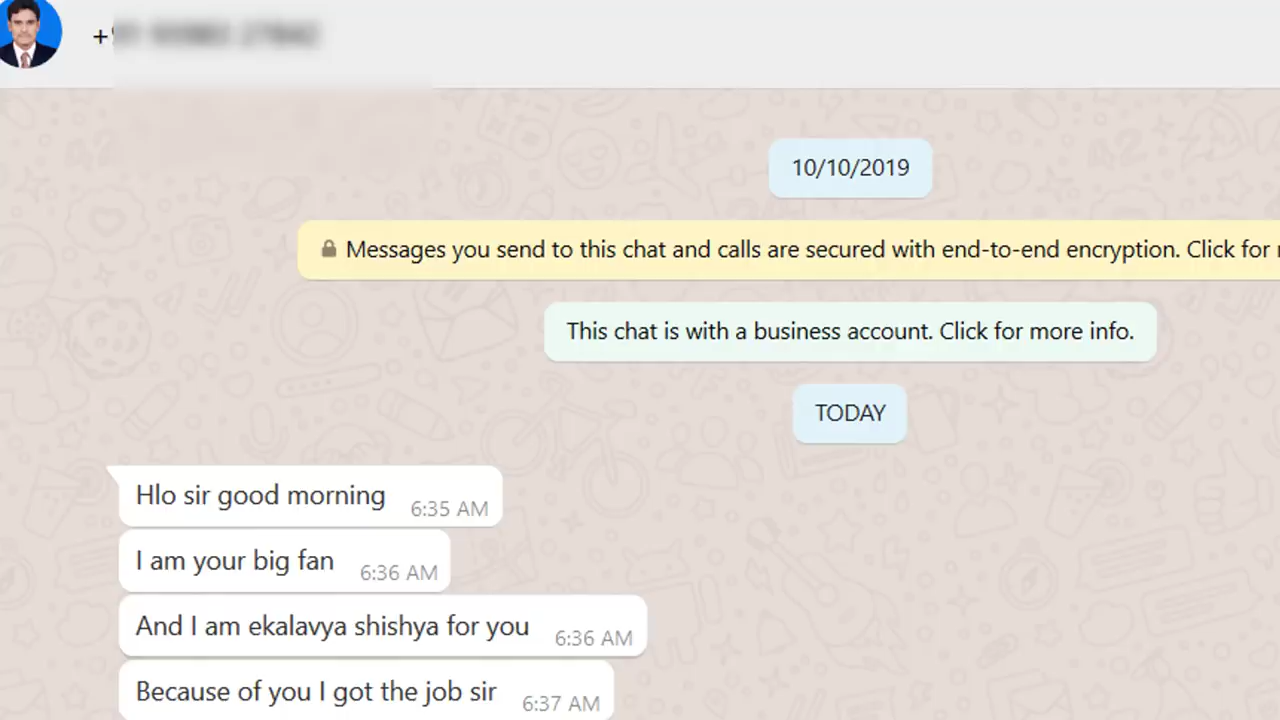 10/10/2019
Messages you send to this chat and calls are secured with end-to-end encryption. Click for
This chat is with a business account. Click for more info.
TODAY
Hlo sir good morning 6:35 AM
I am your big fan 6:36 AM
And I am ekalavya shishya for you 6:36 AM
Because of you I got the job sir 6:37 AM